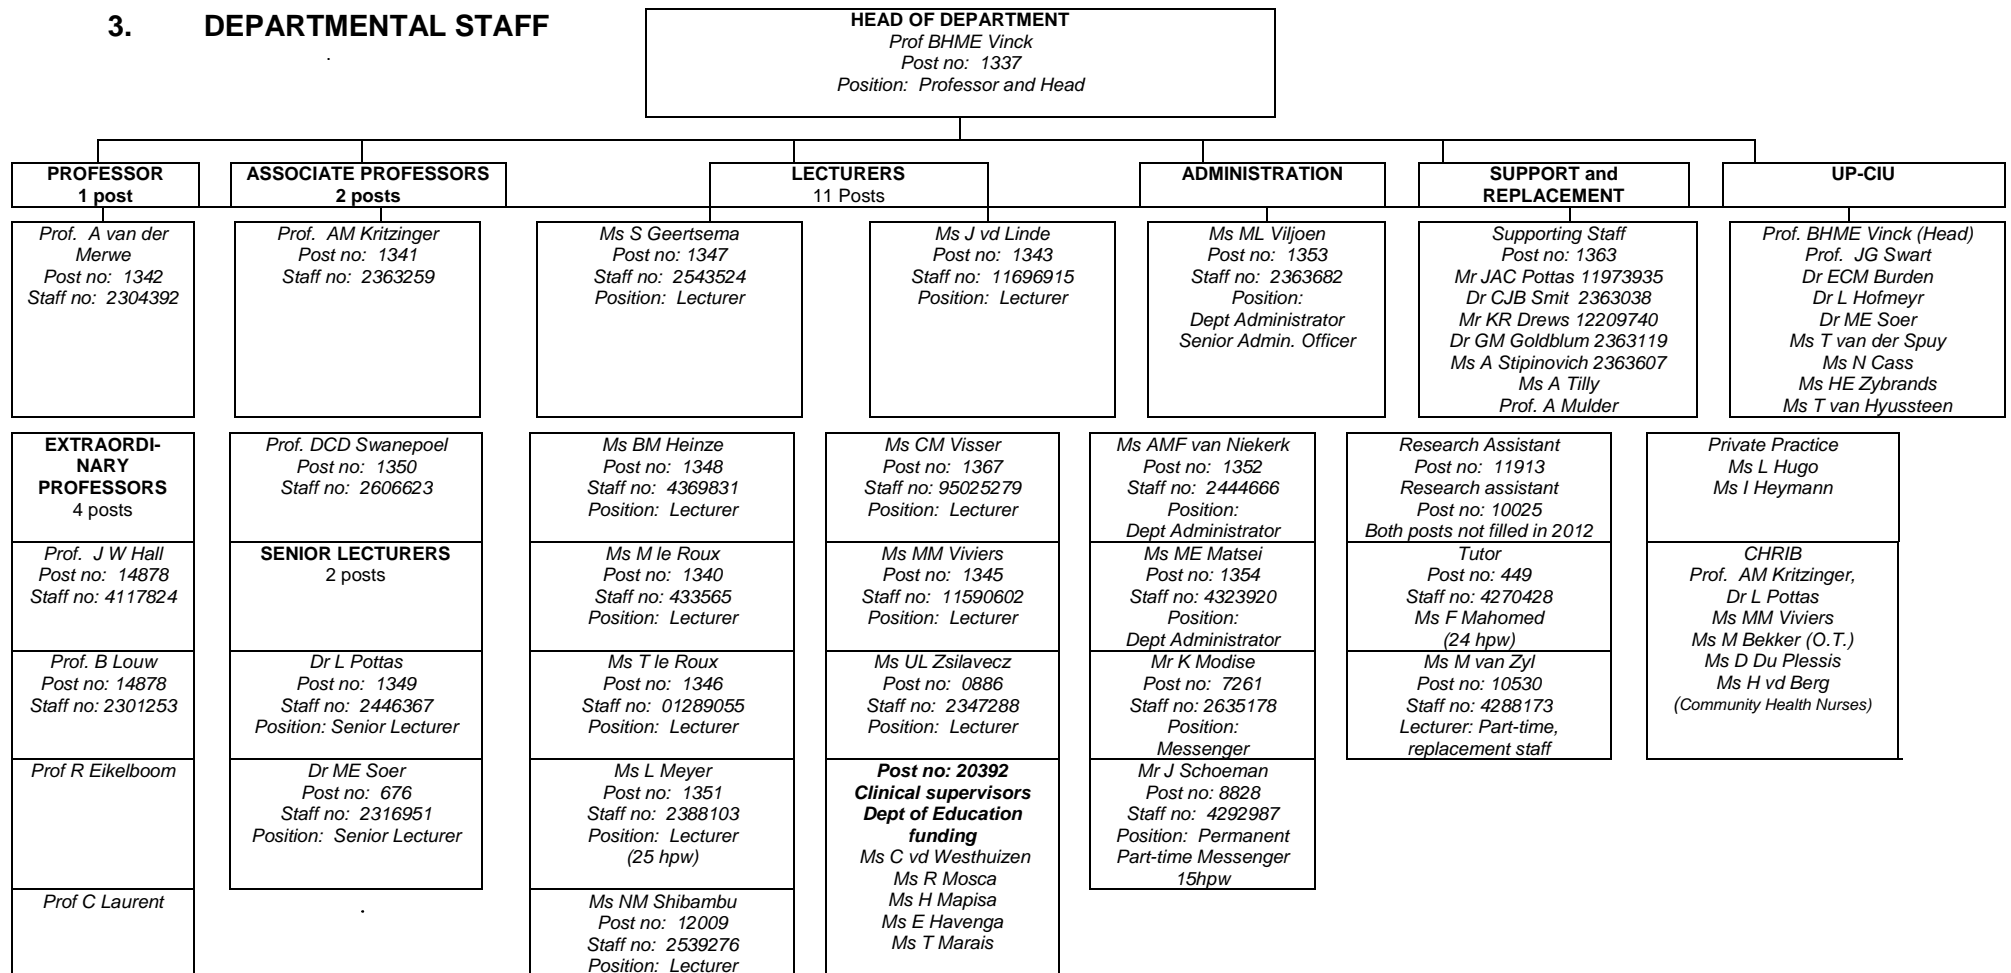 3. DEPARTMENTAL STAFF
HEAD OF DEPARTMENT
Prof BHME Vinck
Post no: 1337
Position: Professor and Head
PROFESSOR
1 post
ASSOCIATE PROFESSORS
2 posts
LECTURERS
11 Posts
ADMINISTRATION
SUPPORT and
REPLACEMENT
UP-CIU
Prof. A van der
Merwe
Post no: 1342
Staff no: 2304392
Prof. AM Kritzinger
Post no: 1341
Staff no: 2363259
Ms S Geertsema
Post no: 1347
Staff no: 2543524
Position: Lecturer
Ms J vd Linde
Post no: 1343
Staff no: 11696915
Position: Lecturer
Ms ML Viljoen
Post no: 1353
Staff no: 2363682
Position:
Dept Administrator
Senior Admin. Officer
Supporting Staff
Post no: 1363
Mr JAC Pottas 11973935
Dr CJB Smit 2363038
Mr KR Drews 12209740
Dr GM Goldblum 2363119
Ms A Stipinovich 2363607
Ms A Tilly
Prof. A Mulder
Prof. BHME Vinck (Head)
Prof. JG Swart
Dr ECM Burden
Dr L Hofmeyr
Dr ME Soer
Ms T van der Spuy
Ms N Cass
Ms HE Zybrands
Ms T van Hyussteen
EXTRAORDI-
NARY
PROFESSORS
4 posts
Prof. DCD Swanepoel
Post no: 1350
Staff no: 2606623
Ms BM Heinze
Post no: 1348
Staff no: 4369831
Position: Lecturer
Ms CM Visser
Post no: 1367
Staff no: 95025279
Position: Lecturer
Ms AMF van Niekerk
Post no: 1352
Staff no: 2444666
Position:
Dept Administrator
Research Assistant
Post no: 11913
Research assistant
Post no: 10025
Both posts not filled in 2012
Private Practice
Ms L Hugo
Ms I Heymann
Prof. J W Hall
Post no: 14878
Staff no: 4117824
SENIOR LECTURERS
2 posts
Ms M le Roux
Post no: 1340
Staff no: 433565
Position: Lecturer
Ms MM Viviers
Post no: 1345
Staff no: 11590602
Position: Lecturer
Ms ME Matsei
Post no: 1354
Staff no: 4323920
Position:
Dept Administrator
Tutor
Post no: 449
Staff no: 4270428
Ms F Mahomed
(24 hpw)
CHRIB
Prof. AM Kritzinger,
Dr L Pottas
Ms MM Viviers
Ms M Bekker (O.T.)
Ms D Du Plessis
Ms H vd Berg
(Community Health Nurses)
Prof. B Louw
Post no: 14878
Staff no: 2301253
Dr L Pottas
Post no: 1349
Staff no: 2446367
Position: Senior Lecturer
Ms T le Roux
Post no: 1346
Staff no: 01289055
Position: Lecturer
Ms UL Zsilavecz
Post no: 0886
Staff no: 2347288
Position: Lecturer
Mr K Modise
Post no: 7261
Staff no: 2635178
Position:
Messenger
Ms M van Zyl
Post no: 10530
Staff no: 4288173
Lecturer: Part-time,
replacement staff
Prof R Eikelboom
Dr ME Soer
Post no: 676
Staff no: 2316951
Position: Senior Lecturer
Ms L Meyer
Post no: 1351
Staff no: 2388103
Position: Lecturer
(25 hpw)
Post no: 20392
Clinical supervisors
Dept of Education
funding
Ms C vd Westhuizen
Ms R Mosca
Ms H Mapisa
Ms E Havenga
Ms T Marais
Mr J Schoeman
Post no: 8828
Staff no: 4292987
Position: Permanent
Part-time Messenger
15hpw
Prof C Laurent
Ms NM Shibambu
Post no: 12009
Staff no: 2539276
Position: Lecturer